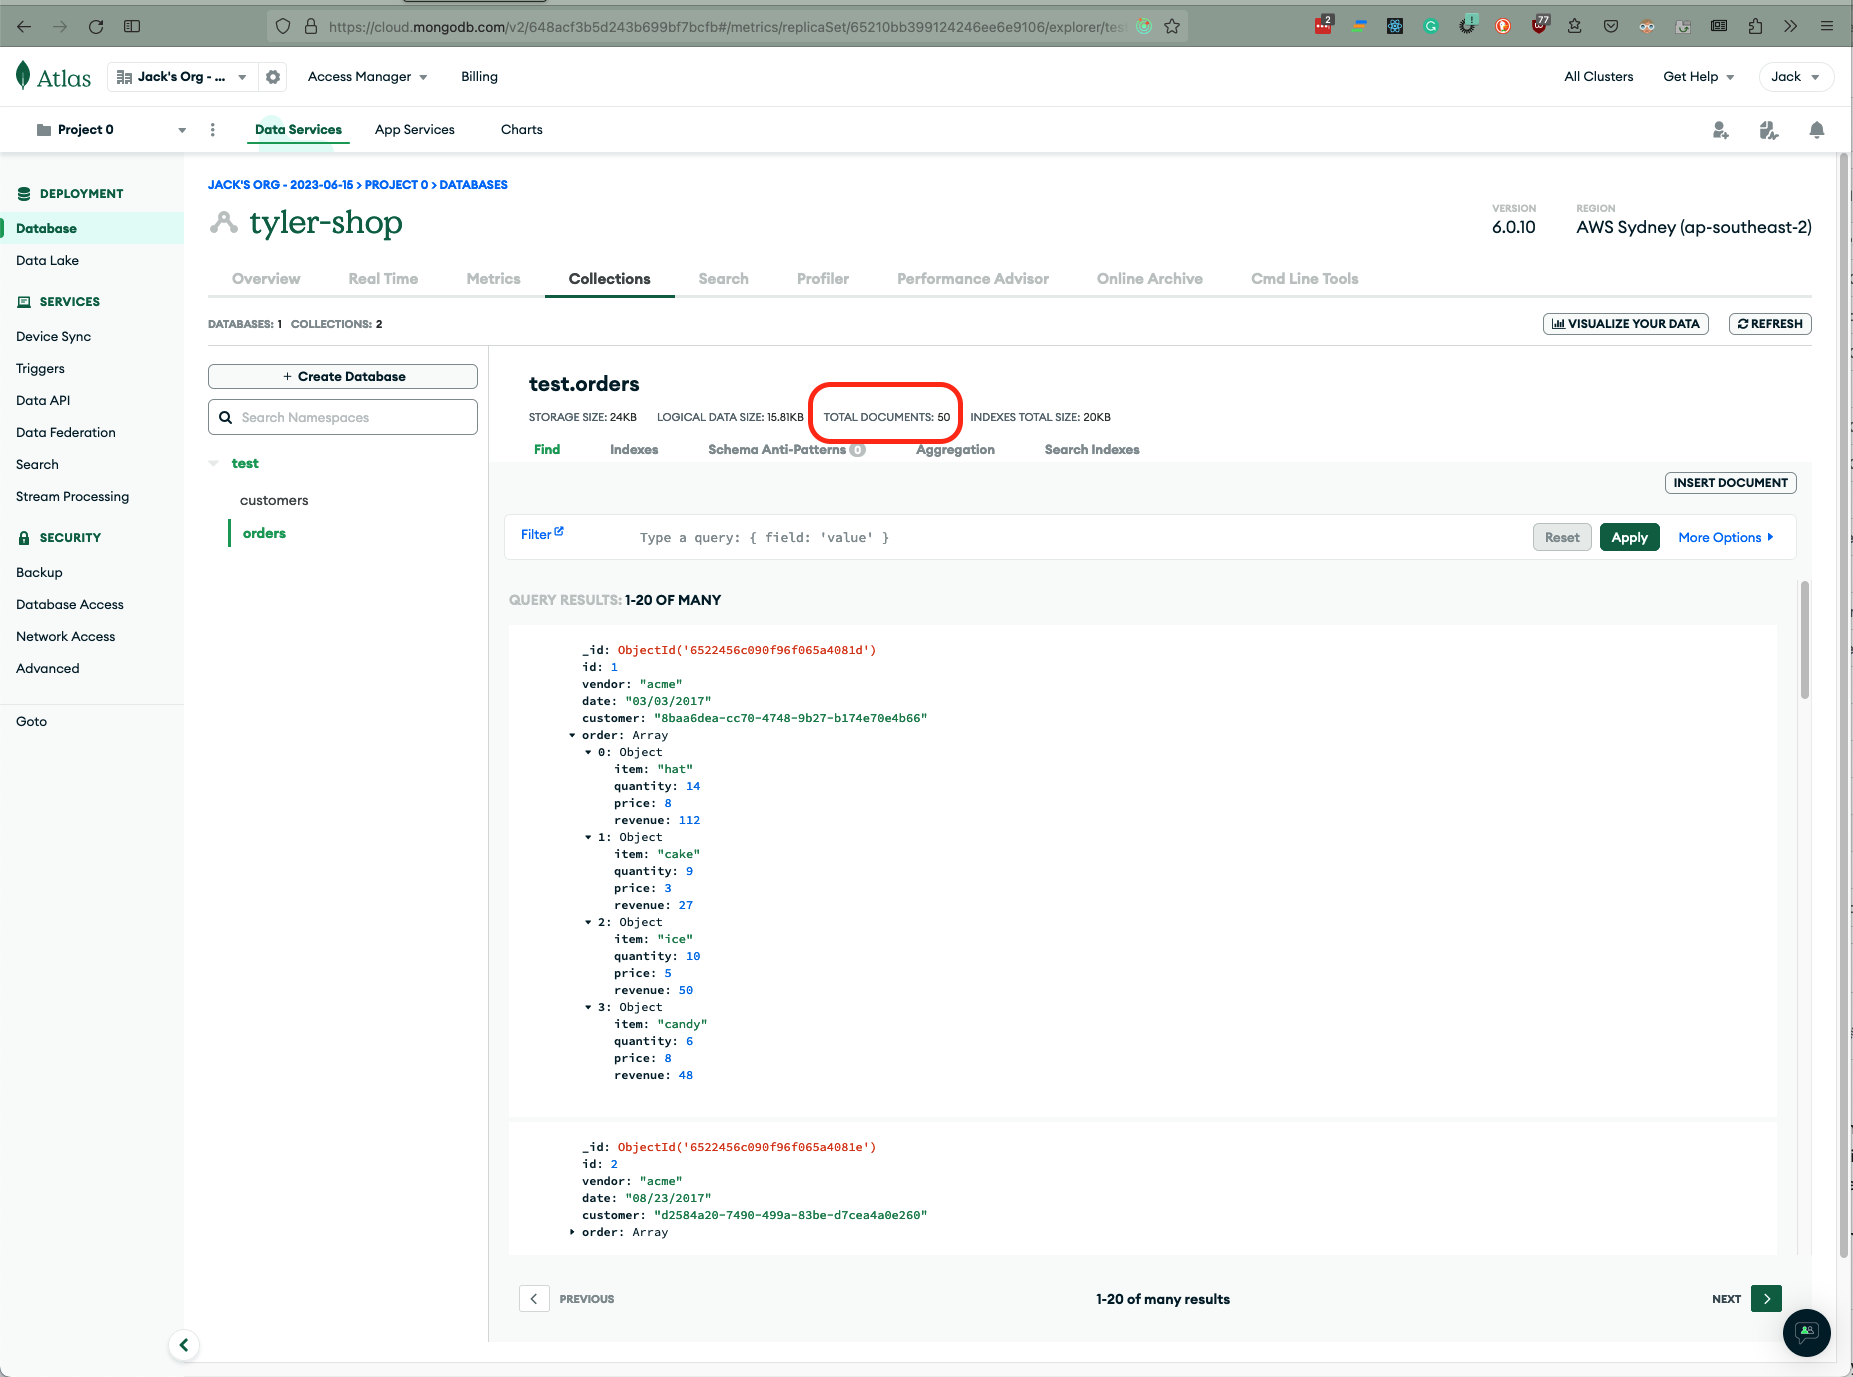 https://cloud.mongodb.com/v2/648acf3b5d243b699bf7bcfb#/metrics/replicaSet/65210bb399124246ee6e9106/explorer/tes
2
77
Atlas
Jack's Org - ...
Access Manager
Billing
All Clusters
Get Help
Jack
Project 0
Data Services
App Services
Charts
DEPLOYMENT
Database
Data Lake
SERVICES
Device Sync
Triggers
Data API
Data Federation
Search
Stream Processing
SECURITY
Backup
Database Access
Network Access
Advanced
Goto
JACK'S ORG - 2023-06-15 > PROJECT 0 > DATABASES
tyler-shop
VERSION
6.0.10
REGION
AWS Sydney (ap-southeast-2)
Overview
Real Time
Metrics
Collections
Search
Profiler
Performance Advisor
Online Archive
Cmd Line Tools
DATABASES: 1 COLLECTIONS: 2
VISUALIZE YOUR DATA
REFRESH
+ Create Database
Search Namespaces
test
customers
orders
test.orders
STORAGE SIZE: 24KB LOGICAL DATA SIZE: 15.81KB TOTAL DOCUMENTS: 50 INDEXES TOTAL SIZE: 20KB
Find
Indexes
Schema Anti-Patterns 0
Aggregation
Search Indexes
INSERT DOCUMENT
Filter
Type a query: { field: 'value' }
Reset
Apply
More Options
QUERY RESULTS: 1-20 OF MANY
_id: ObjectId('6522456c090f96f065a4081d')
id: 1
vendor: "acme"
date: "03/03/2017"
customer: "8baa6dea-cc70-4748-9b27-b174e70e4b66"
order: Array
0: Object
item: "hat"
quantity: 14
price: 8
revenue: 112
1: Object
item: "cake"
quantity: 9
price: 3
revenue: 27
2: Object
item: "ice"
quantity: 10
price: 5
revenue: 50
3: Object
item: "candy"
quantity: 6
price: 8
revenue: 48
_id: ObjectId('6522456c090f96f065a4081e')
id: 2
vendor: "acme"
date: "08/23/2017"
customer: "d2584a20-7490-499a-83be-d7cea4a0e260"
order: Array
PREVIOUS
1-20 of many results
NEXT